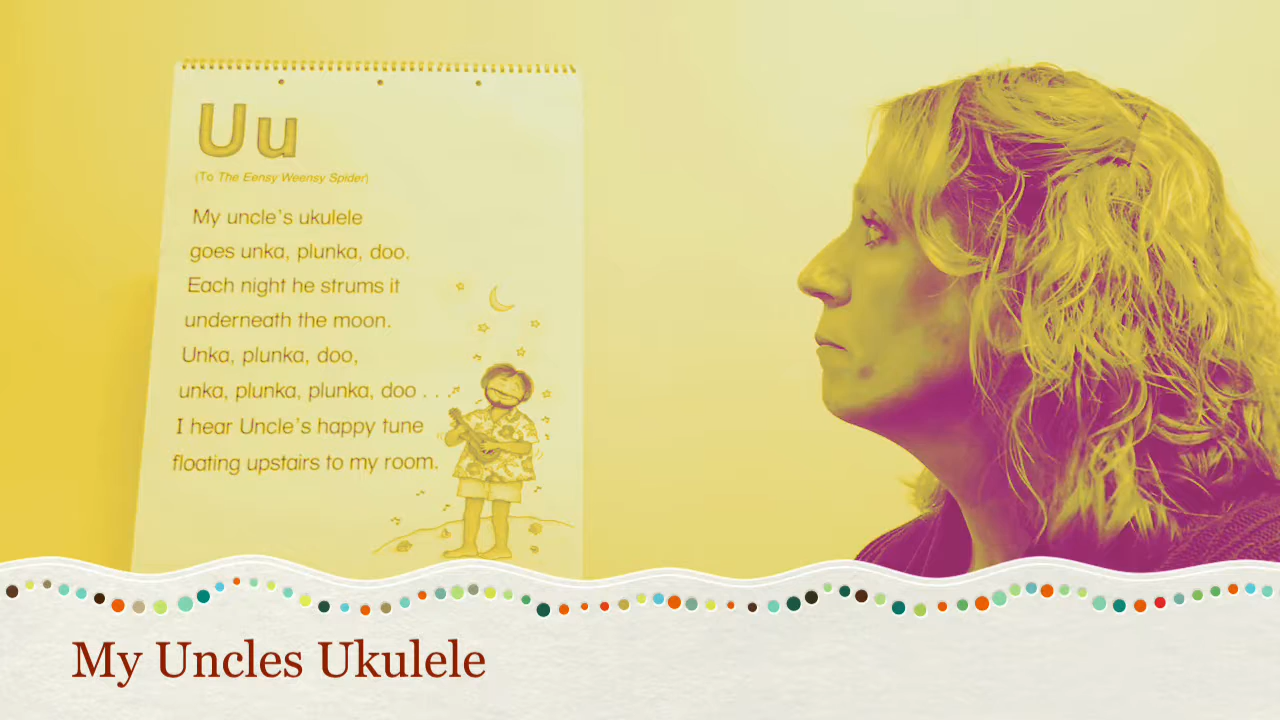 Uu
(To The Eensy Weensy Spider)
My uncle's ukulele
goes unka, plunka, doo.
Each night he strums it
underneath the moon.
Unka, plunka, doo,
unka, plunka, plunka, doo . . .
I hear Uncle's happy tune
floating upstairs to my room.
My Uncles Ukulele